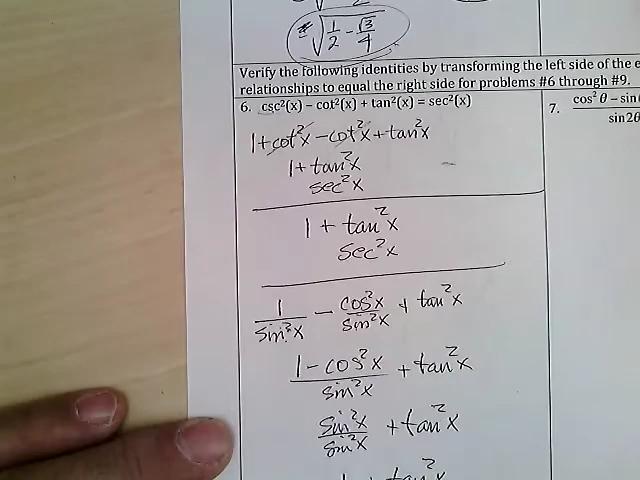 ± √ 1/2 − √3/4
Verify the following identities by transforming the left side of the
relationships to equal the right side for problems #6 through #9.
6. csc²(x) – cot²(x) + tan²(x) = sec²(x)
7. cos² θ – sin
sin2θ
1 + cot²x – cot²x + tan²x
1 + tan²x
sec²x
1 + tan²x
sec²x
1/sin²x – cos²x/sin²x + tan²x
1 – cos²x/sin²x + tan²x
sin²x/sin²x + tan²x